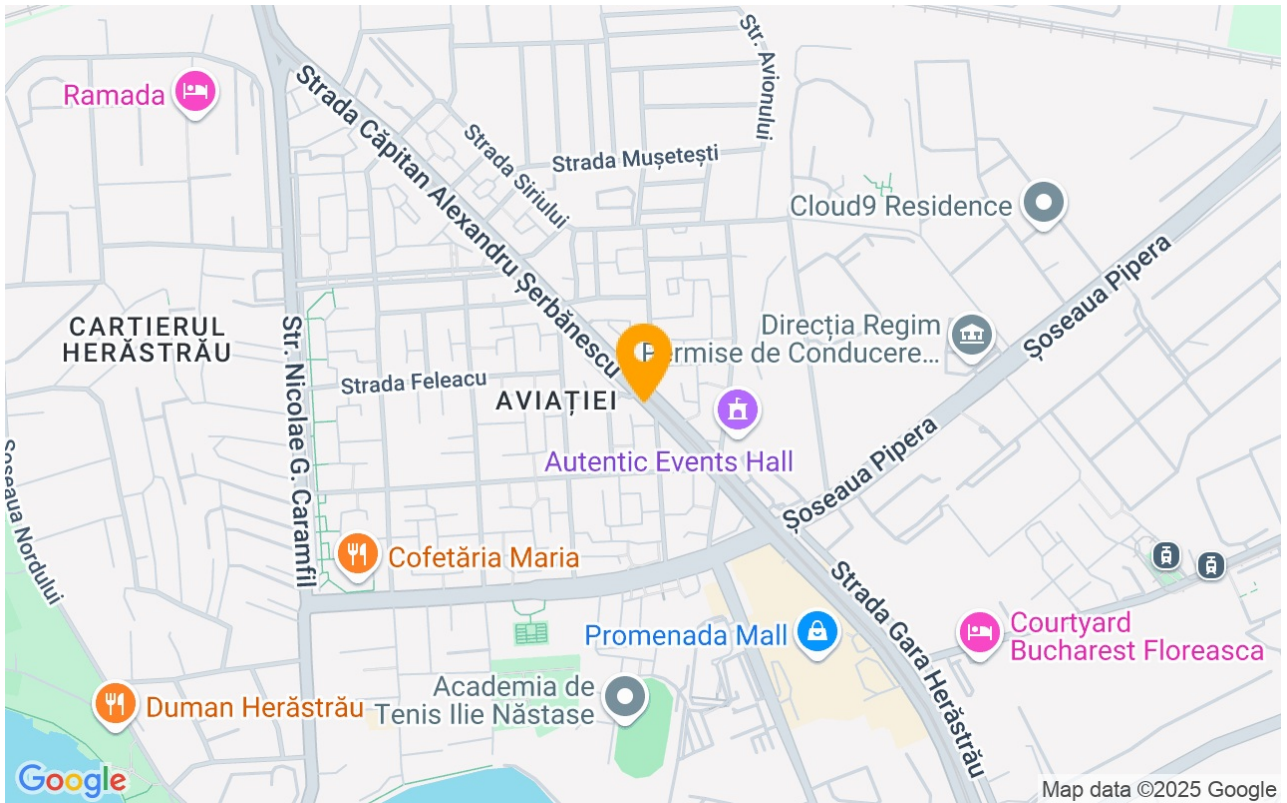 Str. Avionului
Ramada
Strada Căpitan Alexandru Șerbănescu
Strada Siriului
Strada Mușetești
Cloud9 Residence
Șoseaua Pipera
CARTIERUL
HERĂSTRĂU
Str. Nicolae G. Caramfil
Direcția Regim
Permise de Conducere...
Strada Feleacu
AVIAȚIEI
Autentic Events Hall
Șoseaua Pipera
Șoseaua Nordului
Cofetăria Maria
Strada Gara Herăstrău
Promenada Mall
Courtyard
Bucharest Floreasca
Academia de
Tenis Ilie Năstase
Duman Herăstrău
Google
Map data ©2025 Google